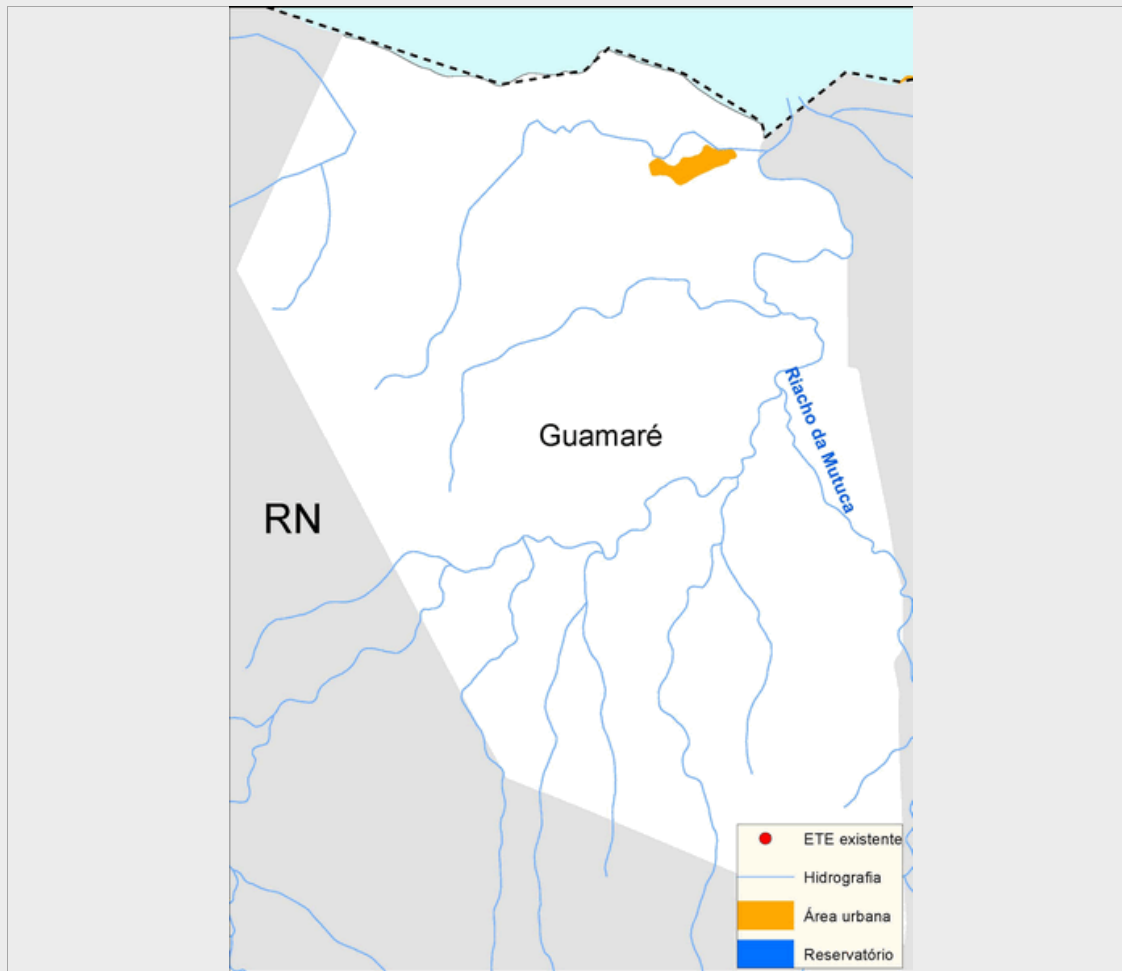 Riacho da Mutuca
Guamaré
RN
ETE existente
Hidrografia
Área urbana
Reservatório